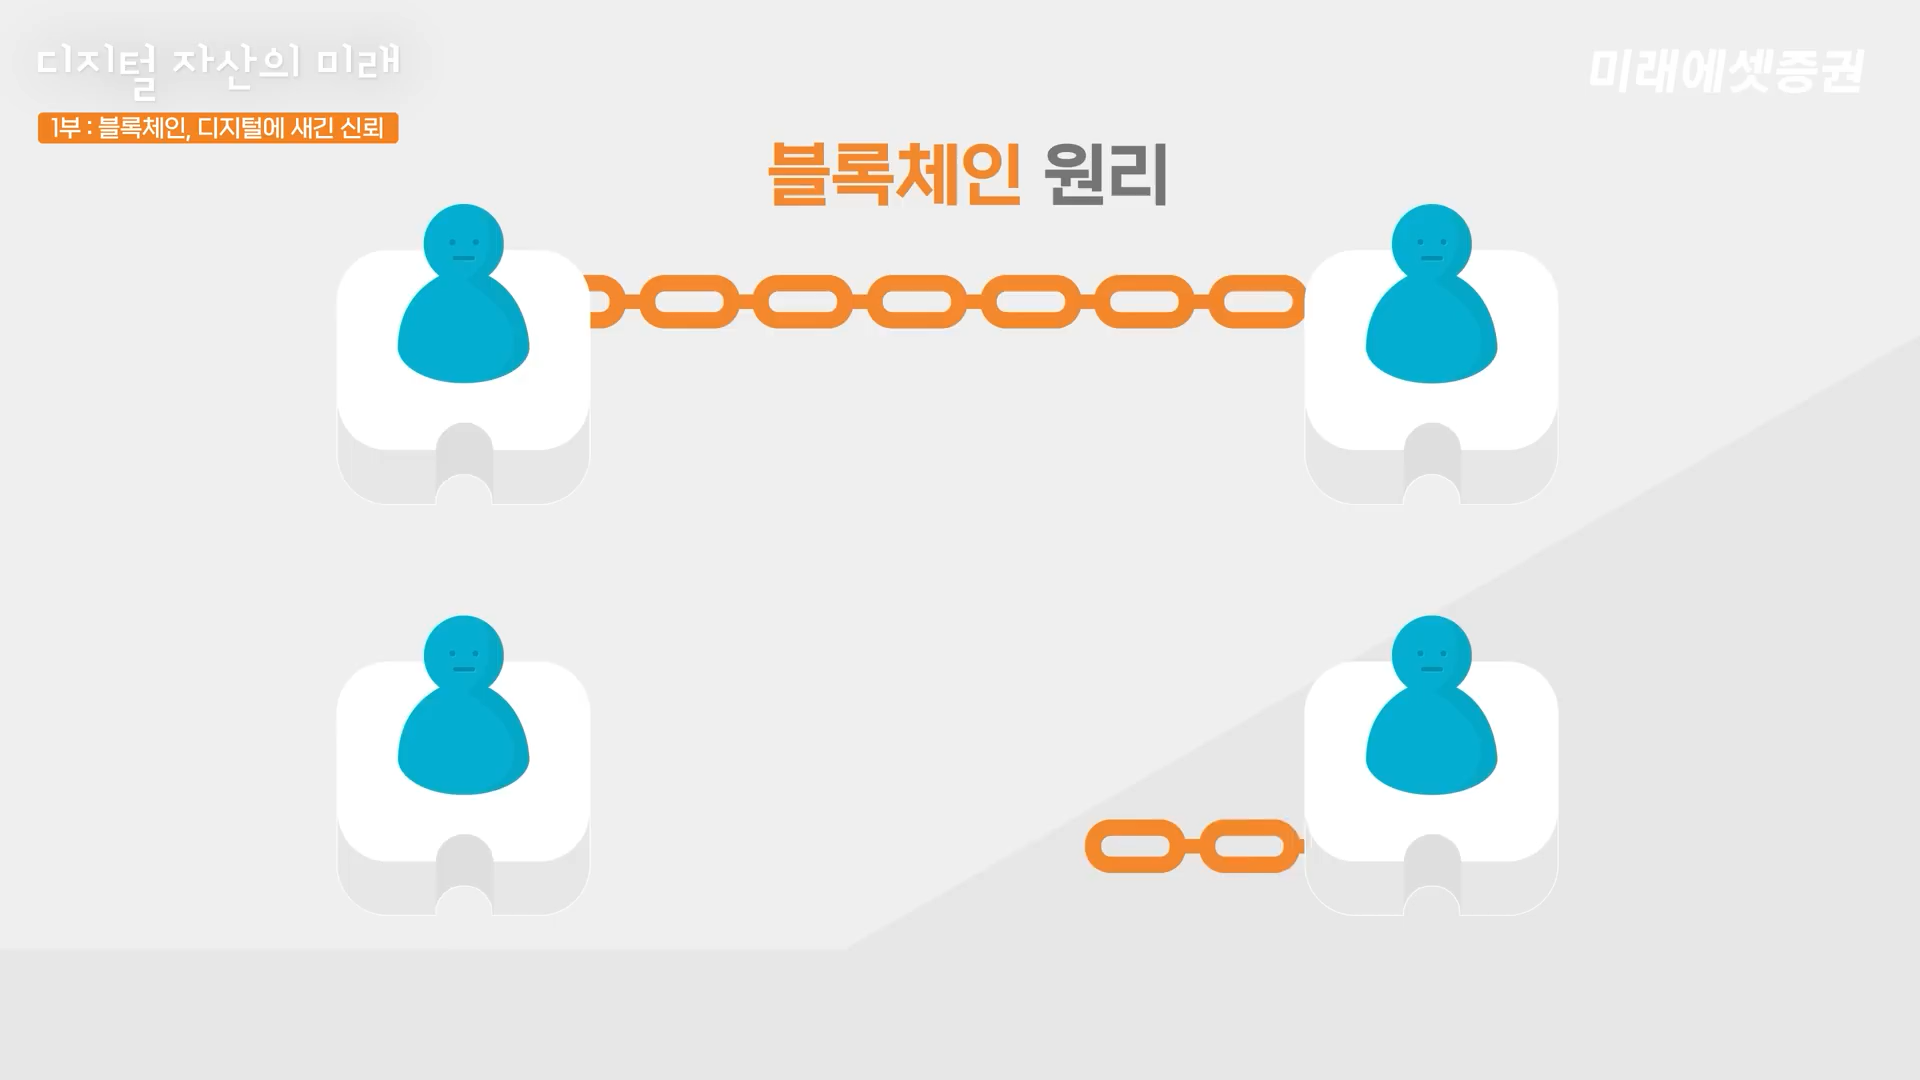 디지털 자산의 미래
미래에셋증권
1부 : 블록체인, 디지털에 새긴 신뢰
블록체인 원리